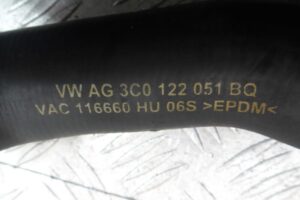 VW AG 3C0 122 051 BQ
VAC 116660 HU 06S >EPDM<